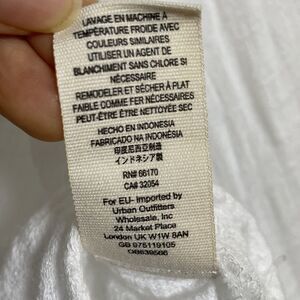 LAVAGE EN MACHINE À
TEMPÉRATURE FROIDE AVEC
COULEURS SIMILAIRES
UTILISER UN AGENT DE
BLANCHIMENT SANS CHLORE SI
NÉCESSAIRE
REMODELER ET SÉCHER À PLAT
FAIBLE COMME FER NÉCESSAIRE
PEUT-ÊTRE ÊTRE NETTOYÉE SEC
HECHO EN INDONESIA
FABRICADO NA INDONÉSIA
印度尼西亚制造
インドネシア製
RN# 66170
CA# 32054
For EU- Imported by
Urban Outfitters
Wholesale, Inc
24 Market Place
London UK W1W 8AN
GB 975119105